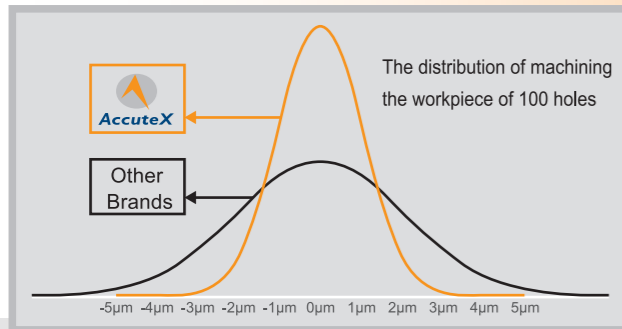 The distribution of machining
the workpiece of 100 holes
AccuteX
Other
Brands
-5μm -4μm -3μm -2μm -1μm 0μm 1μm 2μm 3μm 4μm 5μm